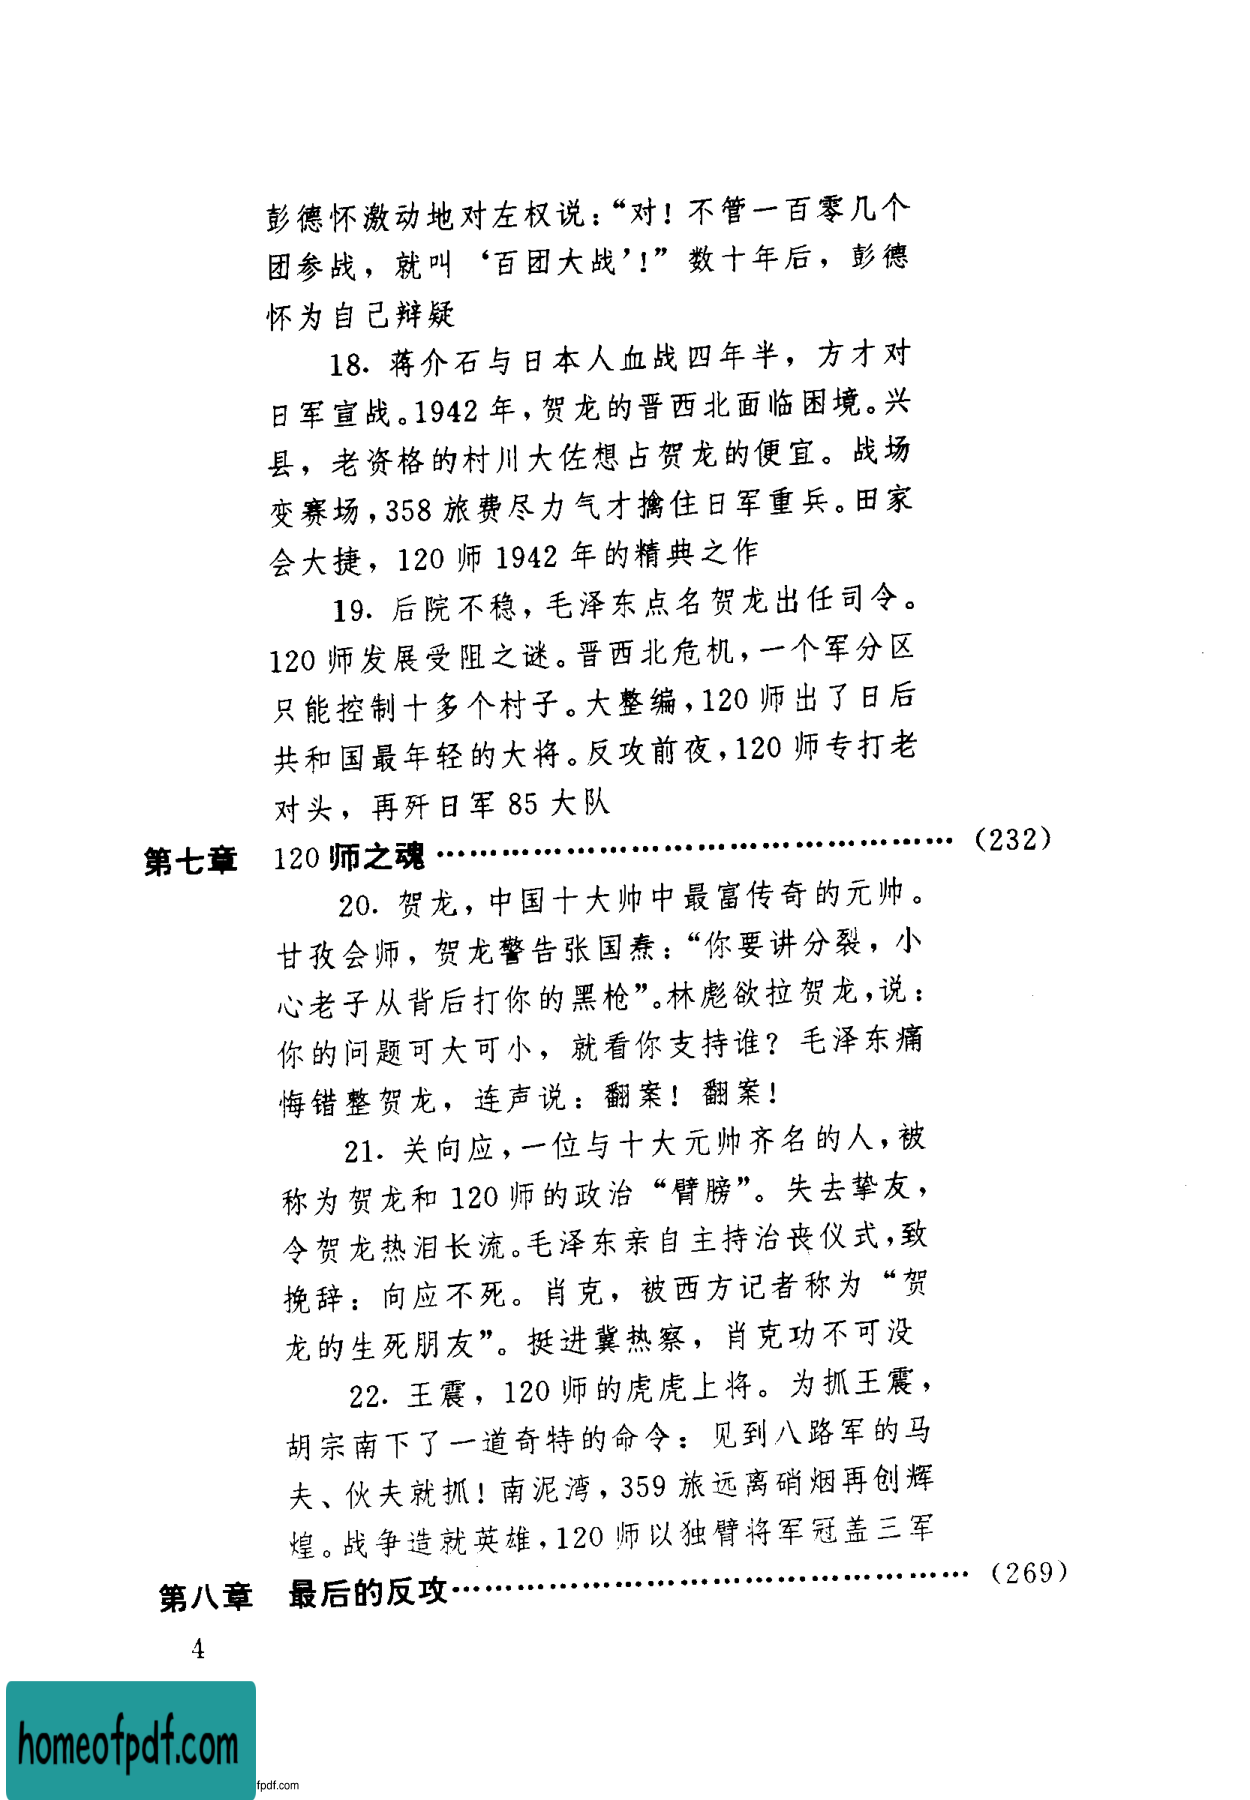 彭德怀激动地对左权说：“对！不管一百零几个
团参战，就叫‘百团大战’！”数十年后，彭德
怀为自己辩疑
18. 蒋介石与日本人血战四年半，方才对
日军宣战。1942年，贺龙的晋西北面临困境。兴
县，老资格的村川大佐想占贺龙的便宜。战场
变赛场，358旅费尽力气才擒住日军重兵。田家
会大捷，120师1942年的精典之作
19. 后院不稳，毛泽东点名贺龙出任司令。
120师发展受阻之谜。晋西北危机，一个军分区
只能控制十多个村子。大整编，120师出了日后
共和国最年轻的大将。反攻前夜，120师专打老
对头，再歼日军85大队
第七章 120师之魂……………………………………………（232）
20. 贺龙，中国十大帅中最富传奇的元帅。
甘孜会师，贺龙警告张国焘：“你要讲分裂，小
心老子从背后打你的黑枪”。林彪欲拉贺龙，说：
你的问题可大可小，就看你支持谁？毛泽东痛
悔错整贺龙，连声说：翻案！翻案！
21. 关向应，一位与十大元帅齐名的人，被
称为贺龙和120师的政治“臂膀”。失去挚友，
令贺龙热泪长流。毛泽东亲自主持治丧仪式，致
挽辞：向应不死。肖克，被西方记者称为“贺
龙的生死朋友”。挺进冀热察，肖克功不可没
22. 王震，120师的虎虎上将。为抓王震，
胡宗南下了一道奇特的命令：见到八路军的马
夫、伙夫就抓！南泥湾，359旅远离硝烟再创辉
煌。战争造就英雄，120师以独臂将军冠盖三军
第八章 最后的反攻……………………………………………（269）
4
homeofpdf.com
fpdf.com